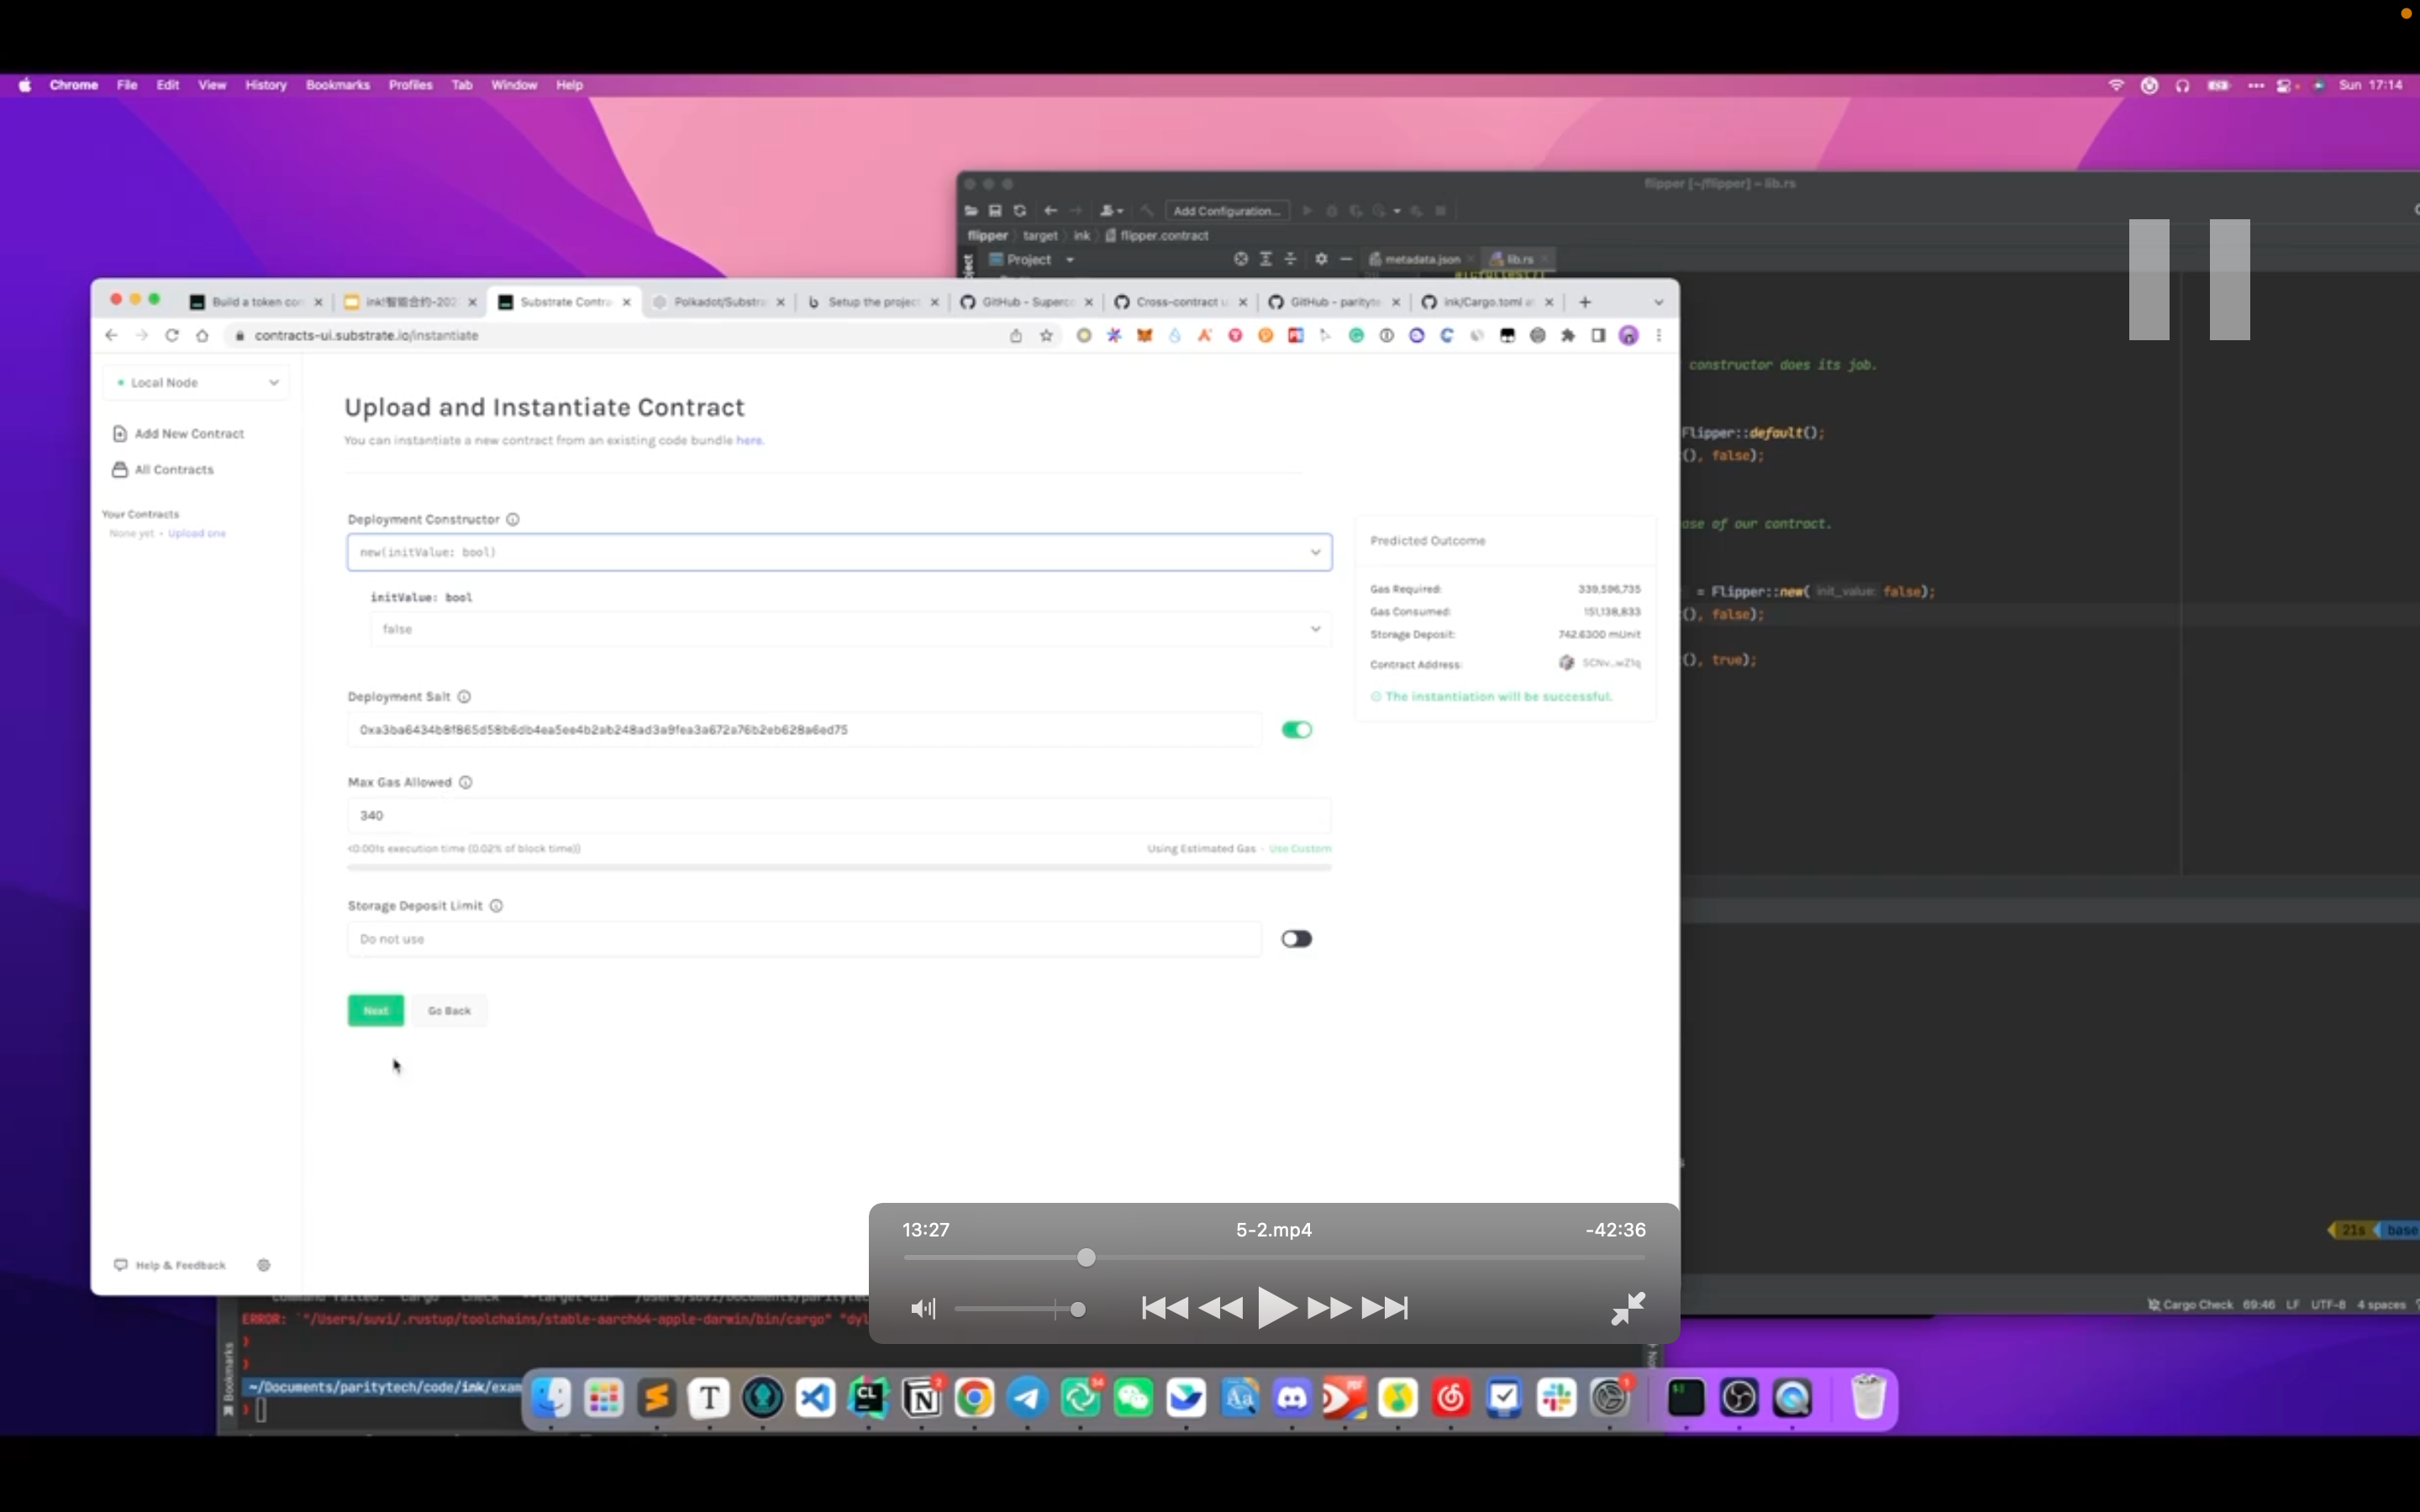 Chrome File Edit View History Bookmarks Profiles Tab Window Help
Sun 17:14
flipper [~/flipper] – lib.rs
Add Configuration...
flipper target ink flipper.contract
Project
metadata.json
lib.rs
Build a token con
ink!智能合约-202
Substrate Contra
Polkadot/Substra
Setup the project
GitHub - Superco
Cross-contract u
GitHub - parityte
ink/Cargo.toml a
contracts-ui.substrate.io/instantiate
Local Node
Add New Contract
All Contracts
Your Contracts
None yet • Upload one
Upload and Instantiate Contract
You can instantiate a new contract from an existing code bundle here.
Deployment Constructor
new(initValue: bool)
initValue: bool
false
Deployment Salt
0xa3ba6434b8f865d58b6db4ea5ee4b2ab248ad3a9fea3a672a76b2eb628a6ed75
Max Gas Allowed
340
<0.001s execution time (0.02% of block time))
Using Estimated Gas · Use Custom
Storage Deposit Limit
Do not use
Next
Go Back
Predicted Outcome
Gas Required: 339,596,735
Gas Consumed: 151,138,833
Storage Deposit: 742.6300 mUnit
Contract Address: 5CNv...wZ1q
The instantiation will be successful.
Help & Feedback
constructor does its job.
Flipper::default();
(), false);
ase of our contract.
= Flipper::new( init_value: false);
(), false);
(), true);
21s
base
Cargo Check 69:46 LF UTF-8 4 spaces
13:27
5-2.mp4
-42:36
ERROR: `"/Users/suvi/.rustup/toolchains/stable-aarch64-apple-darwin/bin/cargo" "dyl
}
}
~/Documents/paritytech/code/ink/exam
Bookmarks